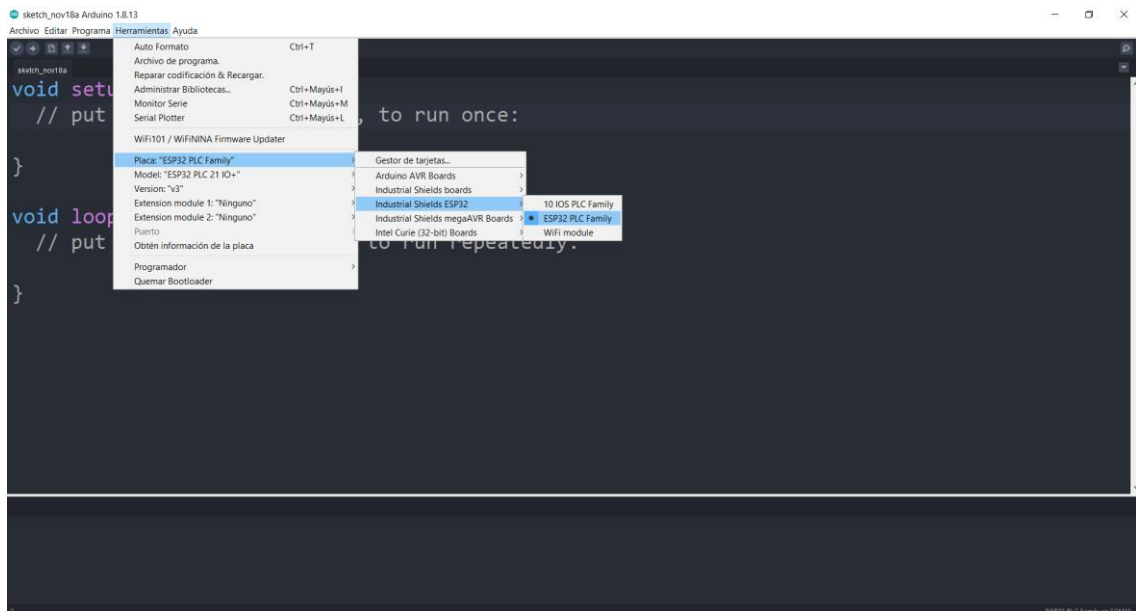 sketch_nov18a Arduino 1.8.13
Archivo Editar Programa Herramientas Ayuda
sketch_nov18a
void setu
// put
, to run once:
}
void loop
// put
to run repeatedly:
}
Auto Formato Ctrl+T
Archivo de programa.
Reparar codificación & Recargar.
Administrar Bibliotecas... Ctrl+Mayús+I
Monitor Serie Ctrl+Mayús+M
Serial Plotter Ctrl+Mayús+L
WiFi101 / WiFiNINA Firmware Updater
Placa: "ESP32 PLC Family"
Model: "ESP32 PLC 21 IO+"
Version: "v3"
Extension module 1: "Ninguno"
Extension module 2: "Ninguno"
Puerto
Obtén información de la placa
Programador
Quemar Bootloader
Gestor de tarjetas...
Arduino AVR Boards
Industrial Shields boards
Industrial Shields ESP32
Industrial Shields megaAVR Boards
Intel Curie (32-bit) Boards
10 IOS PLC Family
ESP32 PLC Family
WiFi module